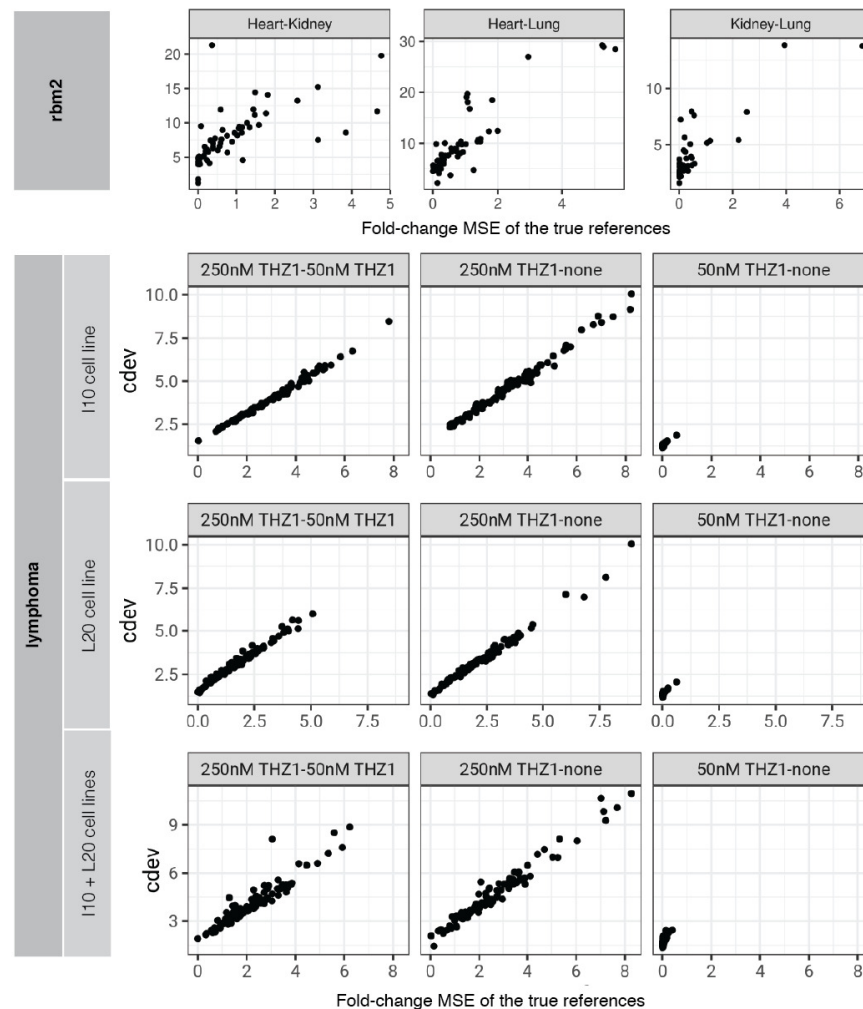 Heart-Kidney
Heart-Lung
Kidney-Lung
rbm2
20
15
10
5
0 1 2 3 4 5
30
20
10
0 2 4
10
5
0 2 4 6
Fold-change MSE of the true references
lymphoma
I10 cell line
cdev
250nM THZ1-50nM THZ1
250nM THZ1-none
50nM THZ1-none
10.0
7.5
5.0
2.5
0 2 4 6 8
0 2 4 6 8
0 2 4 6 8
L20 cell line
cdev
250nM THZ1-50nM THZ1
250nM THZ1-none
50nM THZ1-none
10.0
7.5
5.0
2.5
0.0 2.5 5.0 7.5
0.0 2.5 5.0 7.5
0.0 2.5 5.0 7.5
I10 + L20 cell lines
cdev
250nM THZ1-50nM THZ1
250nM THZ1-none
50nM THZ1-none
9
6
3
0 2 4 6 8
0 2 4 6 8
0 2 4 6 8
Fold-change MSE of the true references